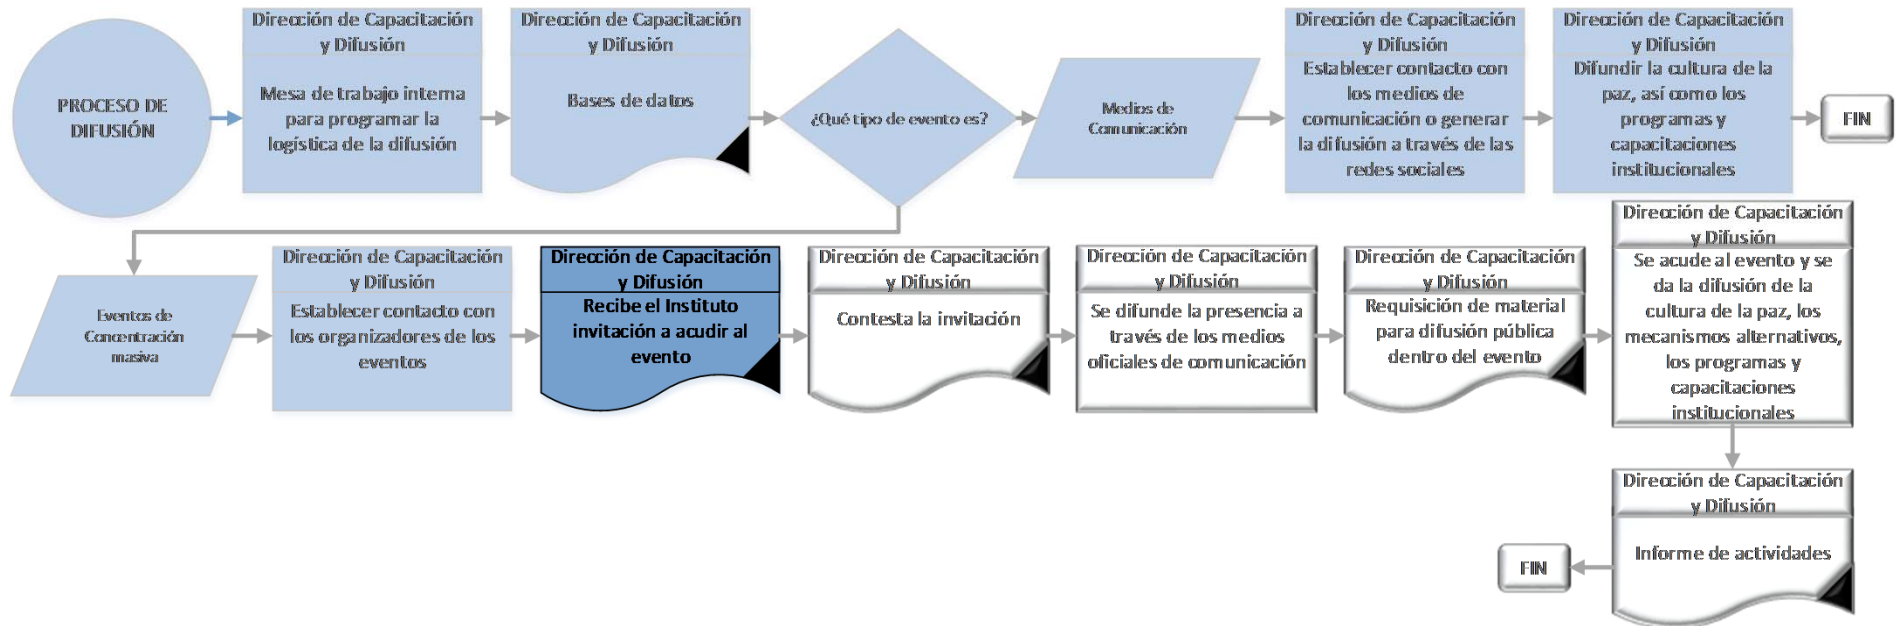 PROCESO DE
DIFUSIÓN
Dirección de Capacitación
y Difusión
Mesa de trabajo interna
para programar la
logística de la difusión
Dirección de Capacitación
y Difusión
Bases de datos
¿Qué tipo de evento es?
Medios de
Comunicación
Dirección de Capacitación
y Difusión
Establecer contacto con
los medios de
comunicación o generar
la difusión a través de las
redes sociales
Dirección de Capacitación
y Difusión
Difundir la cultura de la
paz, así como los
programas y
capacitaciones
institucionales
FIN
Eventos de
Concentración
masiva
Dirección de Capacitación
y Difusión
Establecer contacto con
los organizadores de los
eventos
Dirección de Capacitación
y Difusión
Recibe el Instituto
invitación a acudir al
evento
Dirección de Capacitación
y Difusión
Contesta la invitación
Dirección de Capacitación
y Difusión
Se difunde la presencia a
través de los medios
oficiales de comunicación
Dirección de Capacitación
y Difusión
Requisición de material
para difusión pública
dentro del evento
Dirección de Capacitación
y Difusión
Se acude al evento y se
da la difusión de la
cultura de la paz, los
mecanismos alternativos,
los programas y
capacitaciones
institucionales
Dirección de Capacitación
y Difusión
Informe de actividades
FIN